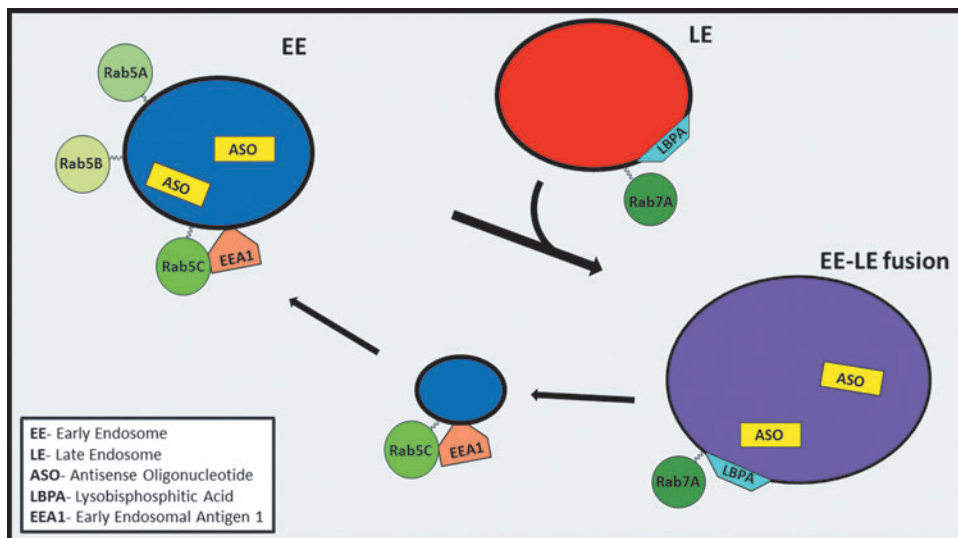 EE
LE
Rab5A
ASO
LBPA
Rab5B
ASO
Rab7A
Rab5C
EEA1
EE-LE fusion
ASO
Rab5C
EEA1
ASO
Rab7A
LBPA
EE- Early Endosome
LE- Late Endosome
ASO- Antisense Oligonucleotide
LBPA- Lysobisphosphitic Acid
EEA1- Early Endosomal Antigen 1